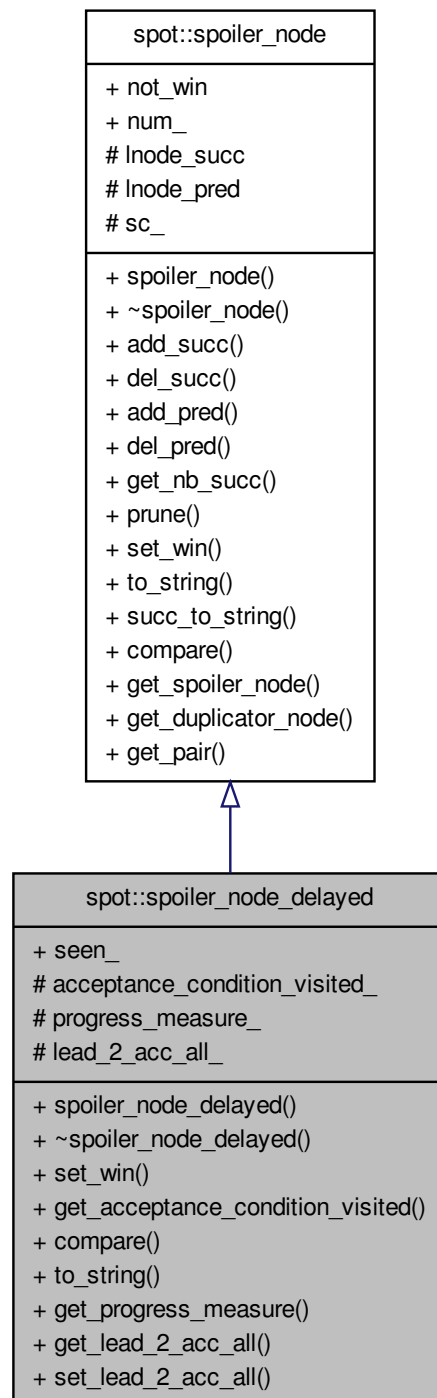 spot::spoiler_node
+ not_win
+ num_
# lnode_succ
# lnode_pred
# sc_
+ spoiler_node()
+ ~spoiler_node()
+ add_succ()
+ del_succ()
+ add_pred()
+ del_pred()
+ get_nb_succ()
+ prune()
+ set_win()
+ to_string()
+ succ_to_string()
+ compare()
+ get_spoiler_node()
+ get_duplicator_node()
+ get_pair()
spot::spoiler_node_delayed
+ seen_
# acceptance_condition_visited_
# progress_measure_
# lead_2_acc_all_
+ spoiler_node_delayed()
+ ~spoiler_node_delayed()
+ set_win()
+ get_acceptance_condition_visited()
+ compare()
+ to_string()
+ get_progress_measure()
+ get_lead_2_acc_all()
+ set_lead_2_acc_all()